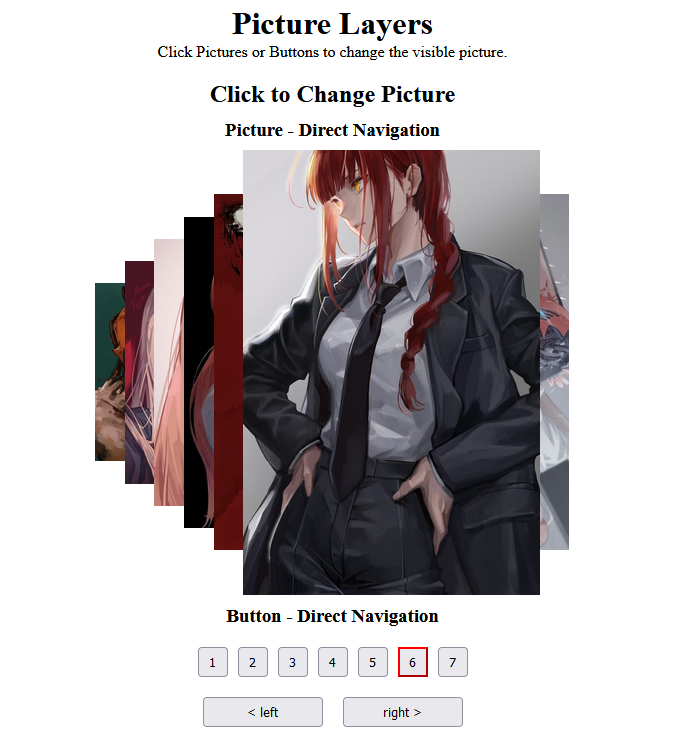 Picture Layers
Click Pictures or Buttons to change the visible picture.
Click to Change Picture
Picture - Direct Navigation
Button - Direct Navigation
1 2 3 4 5 6 7
< left right >